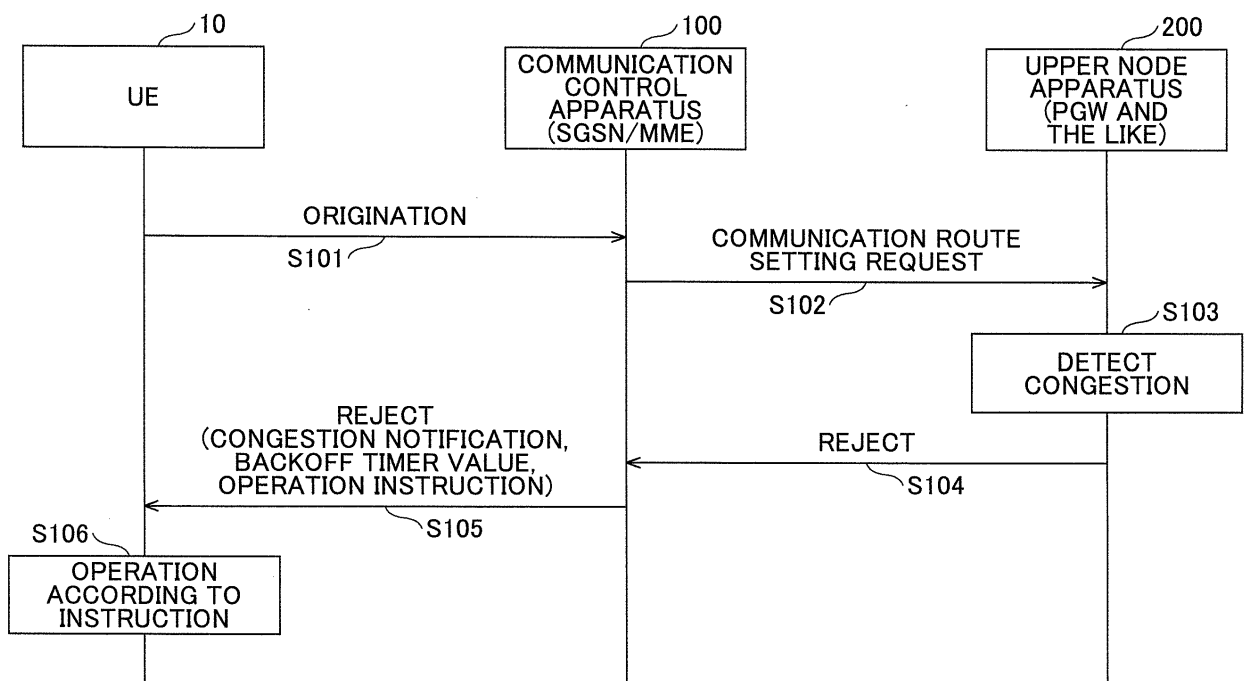 10
100
200
UE
COMMUNICATION
CONTROL
APPARATUS
(SGSN/MME)
UPPER NODE
APPARATUS
(PGW AND
THE LIKE)
ORIGINATION
S101
COMMUNICATION ROUTE
SETTING REQUEST
S102
S103
DETECT
CONGESTION
REJECT
S104
REJECT
(CONGESTION NOTIFICATION,
BACKOFF TIMER VALUE,
OPERATION INSTRUCTION)
S105
S106
OPERATION
ACCORDING TO
INSTRUCTION